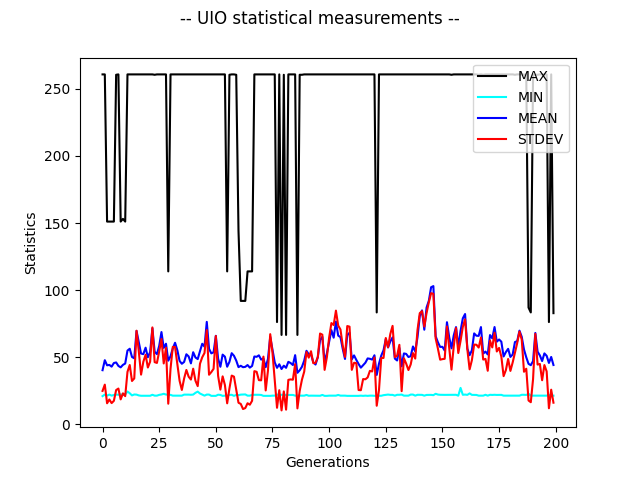 -- UIO statistical measurements --
MAX
MIN
MEAN
STDEV
Statistics
250
200
150
100
50
0
0 25 50 75 100 125 150 175 200
Generations